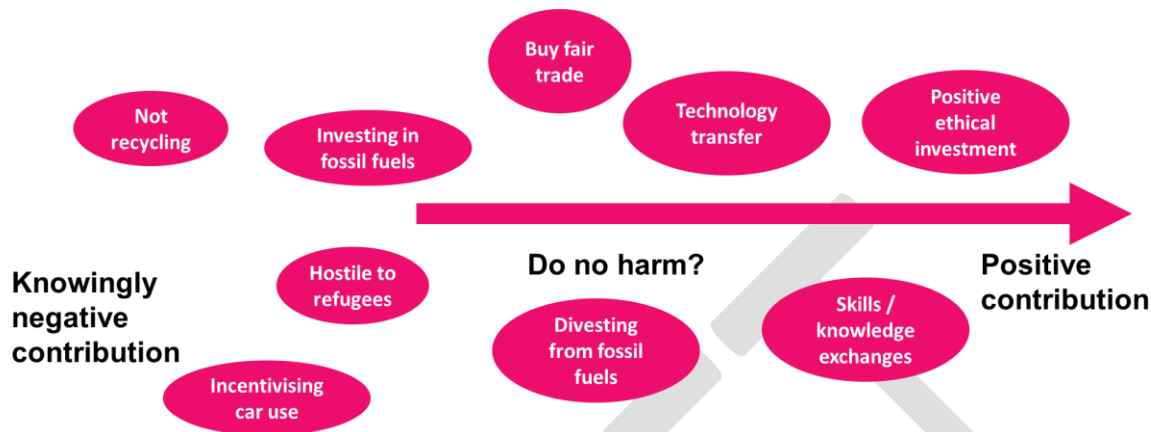 Buy fair
trade
Not
recycling
Investing in
fossil fuels
Technology
transfer
Positive
ethical
investment
Knowingly
negative
contribution
Hostile to
refugees
Do no harm?
Positive
contribution
Incentivising
car use
Divesting
from fossil
fuels
Skills /
knowledge
exchanges